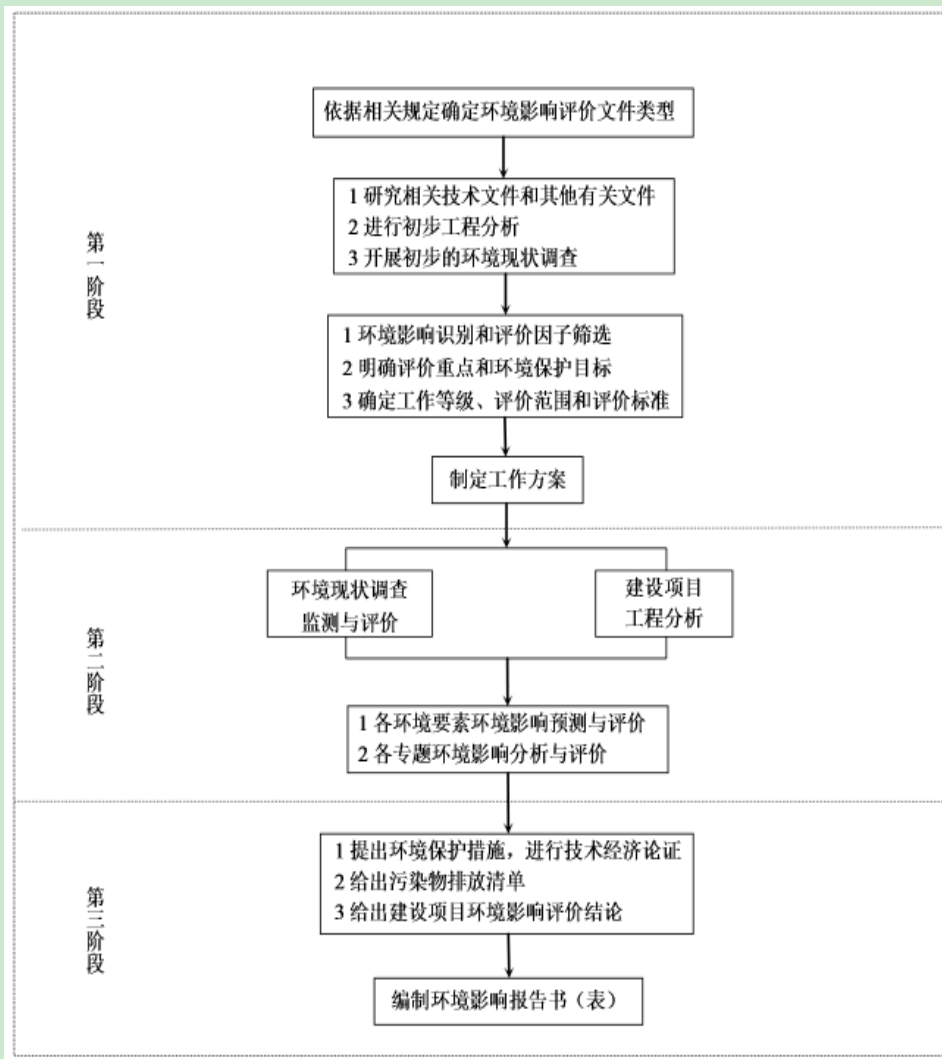 依据相关规定确定环境影响评价文件类型
第一阶段
1 研究相关技术文件和其他有关文件
2 进行初步工程分析
3 开展初步的环境现状调查
1 环境影响识别和评价因子筛选
2 明确评价重点和环境保护目标
3 确定工作等级、评价范围和评价标准
制定工作方案
第二阶段
环境现状调查
监测与评价
建设项目
工程分析
1 各环境要素环境影响预测与评价
2 各专题环境影响分析与评价
第三阶段
1 提出环境保护措施，进行技术经济论证
2 给出污染物排放清单
3 给出建设项目环境影响评价结论
编制环境影响报告书（表）